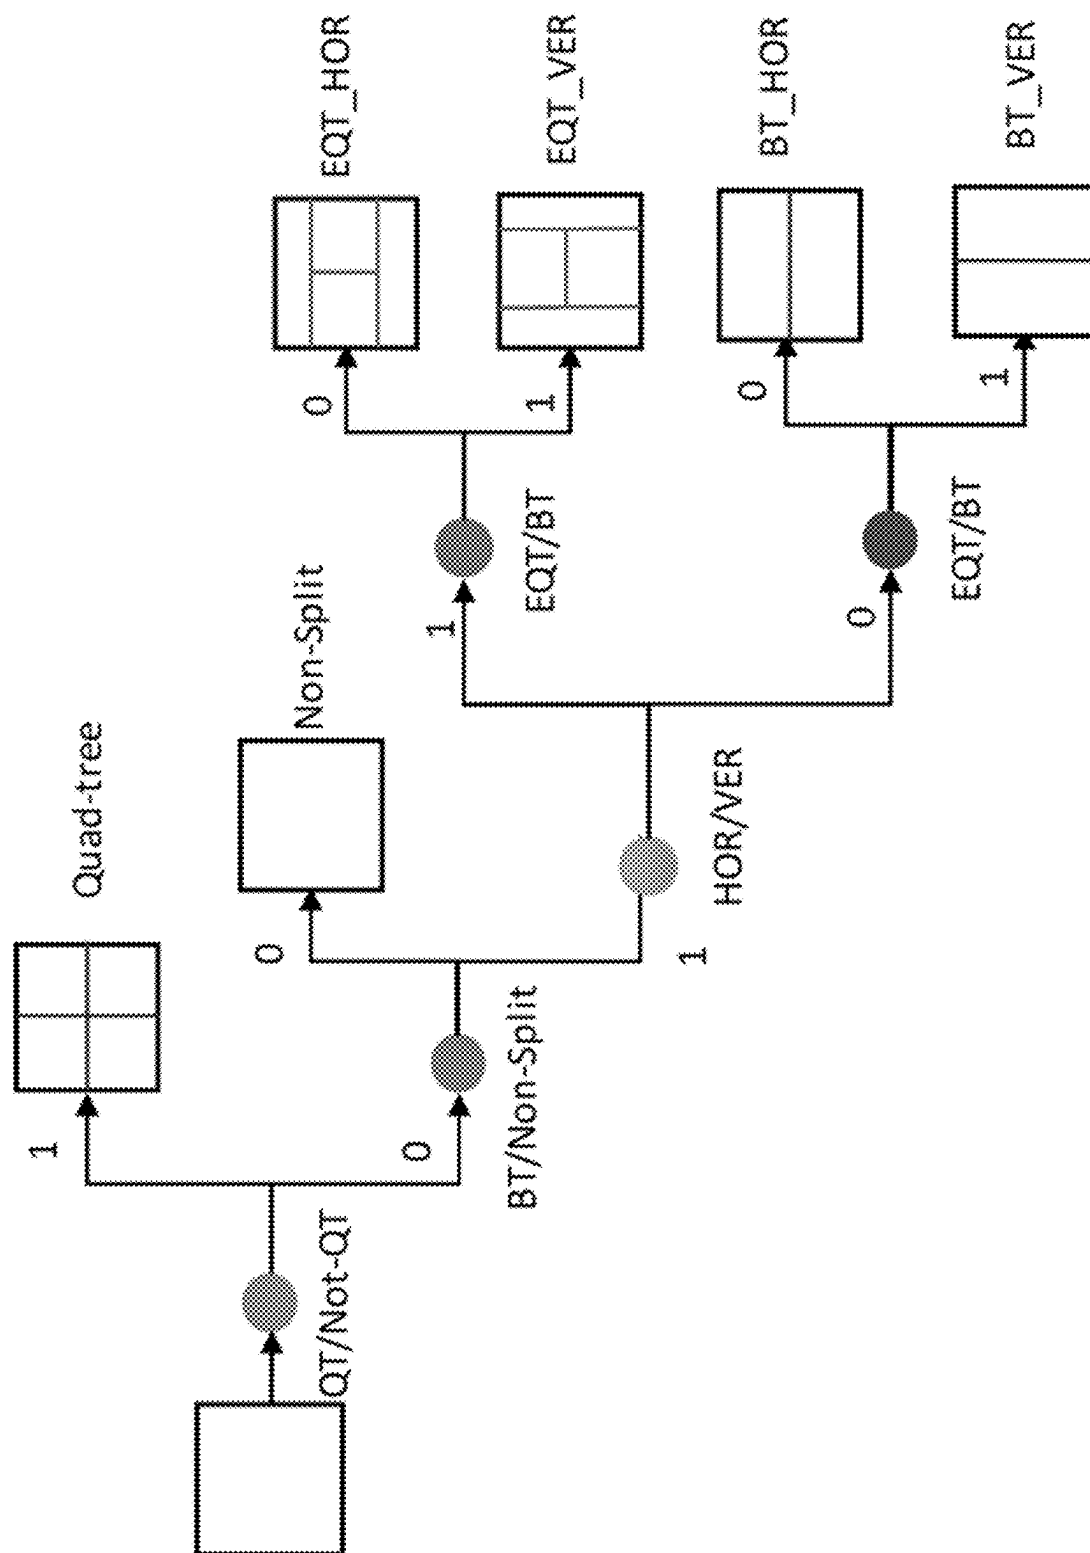 1
Quad-tree
0
Non-Split
0
EQT_HOR
QT/Not-QT
0
1
BT/Non-Split
EQT/BT
1
EQT_VER
1
HOR/VER
0
BT_HOR
0
EQT/BT
1
BT_VER